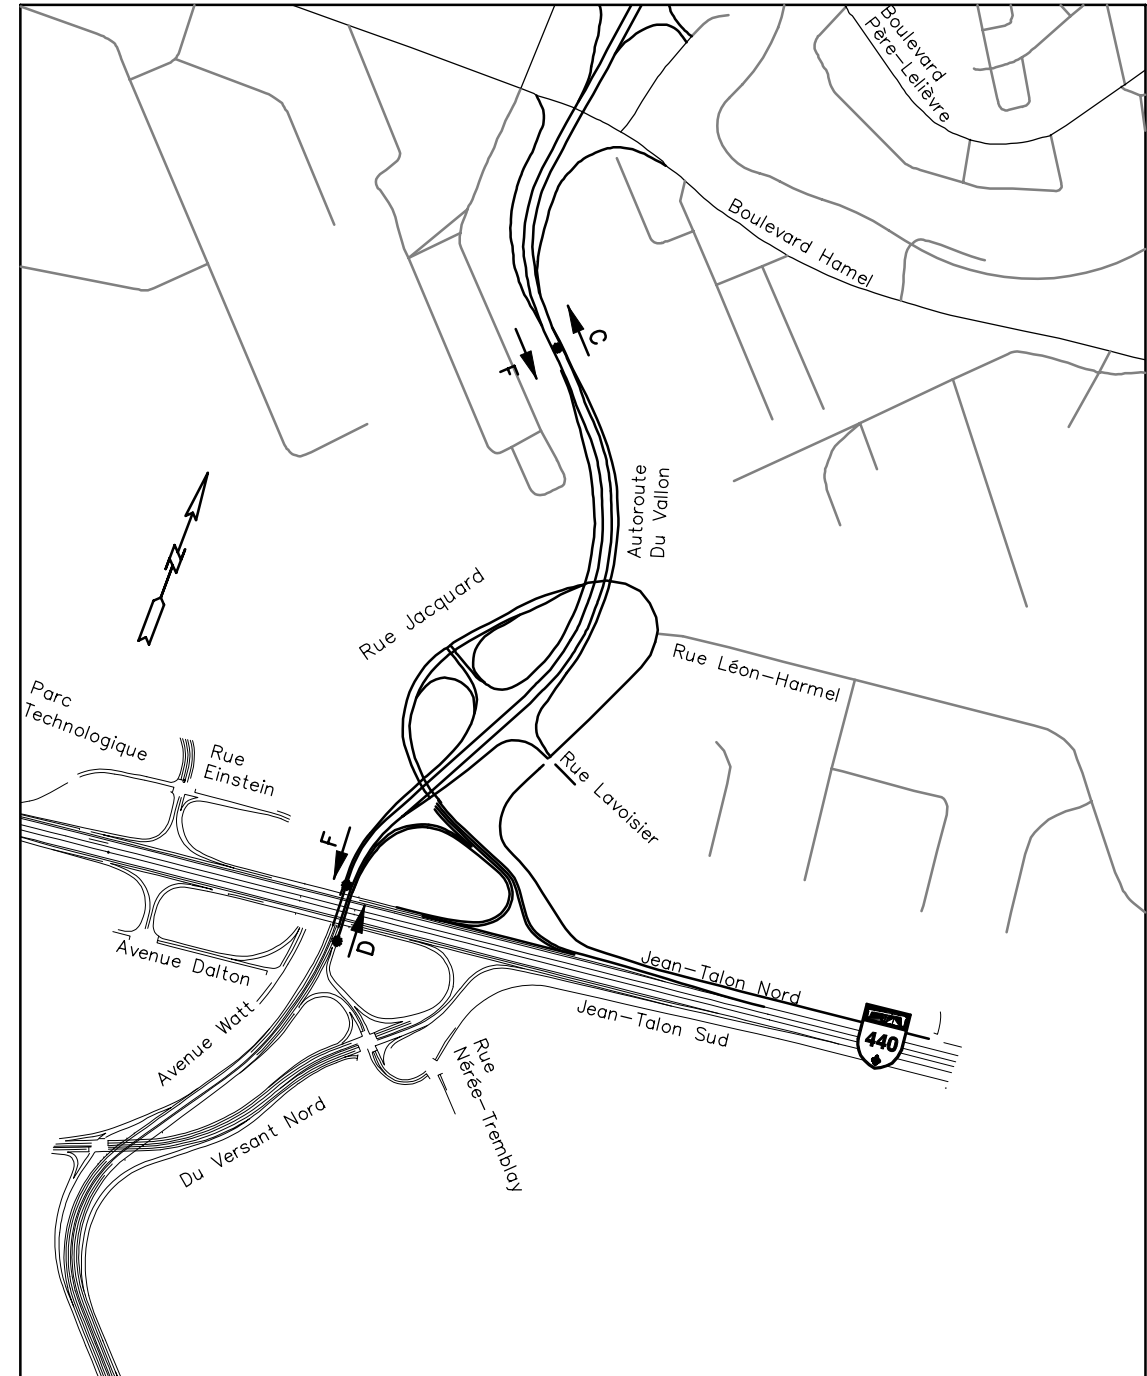 Boulevard
Père-Lelièvre
Boulevard Hamel
C
F
Autoroute
Du Vallon
N
Rue Jacquard
Rue Léon-Harmel
Parc
Technologique
Rue
Einstein
Rue Lavoisier
F
D
Avenue Dalton
Jean-Talon Nord
Jean-Talon Sud
440
Avenue Watt
Rue
Nérée-Tremblay
Du Versant Nord